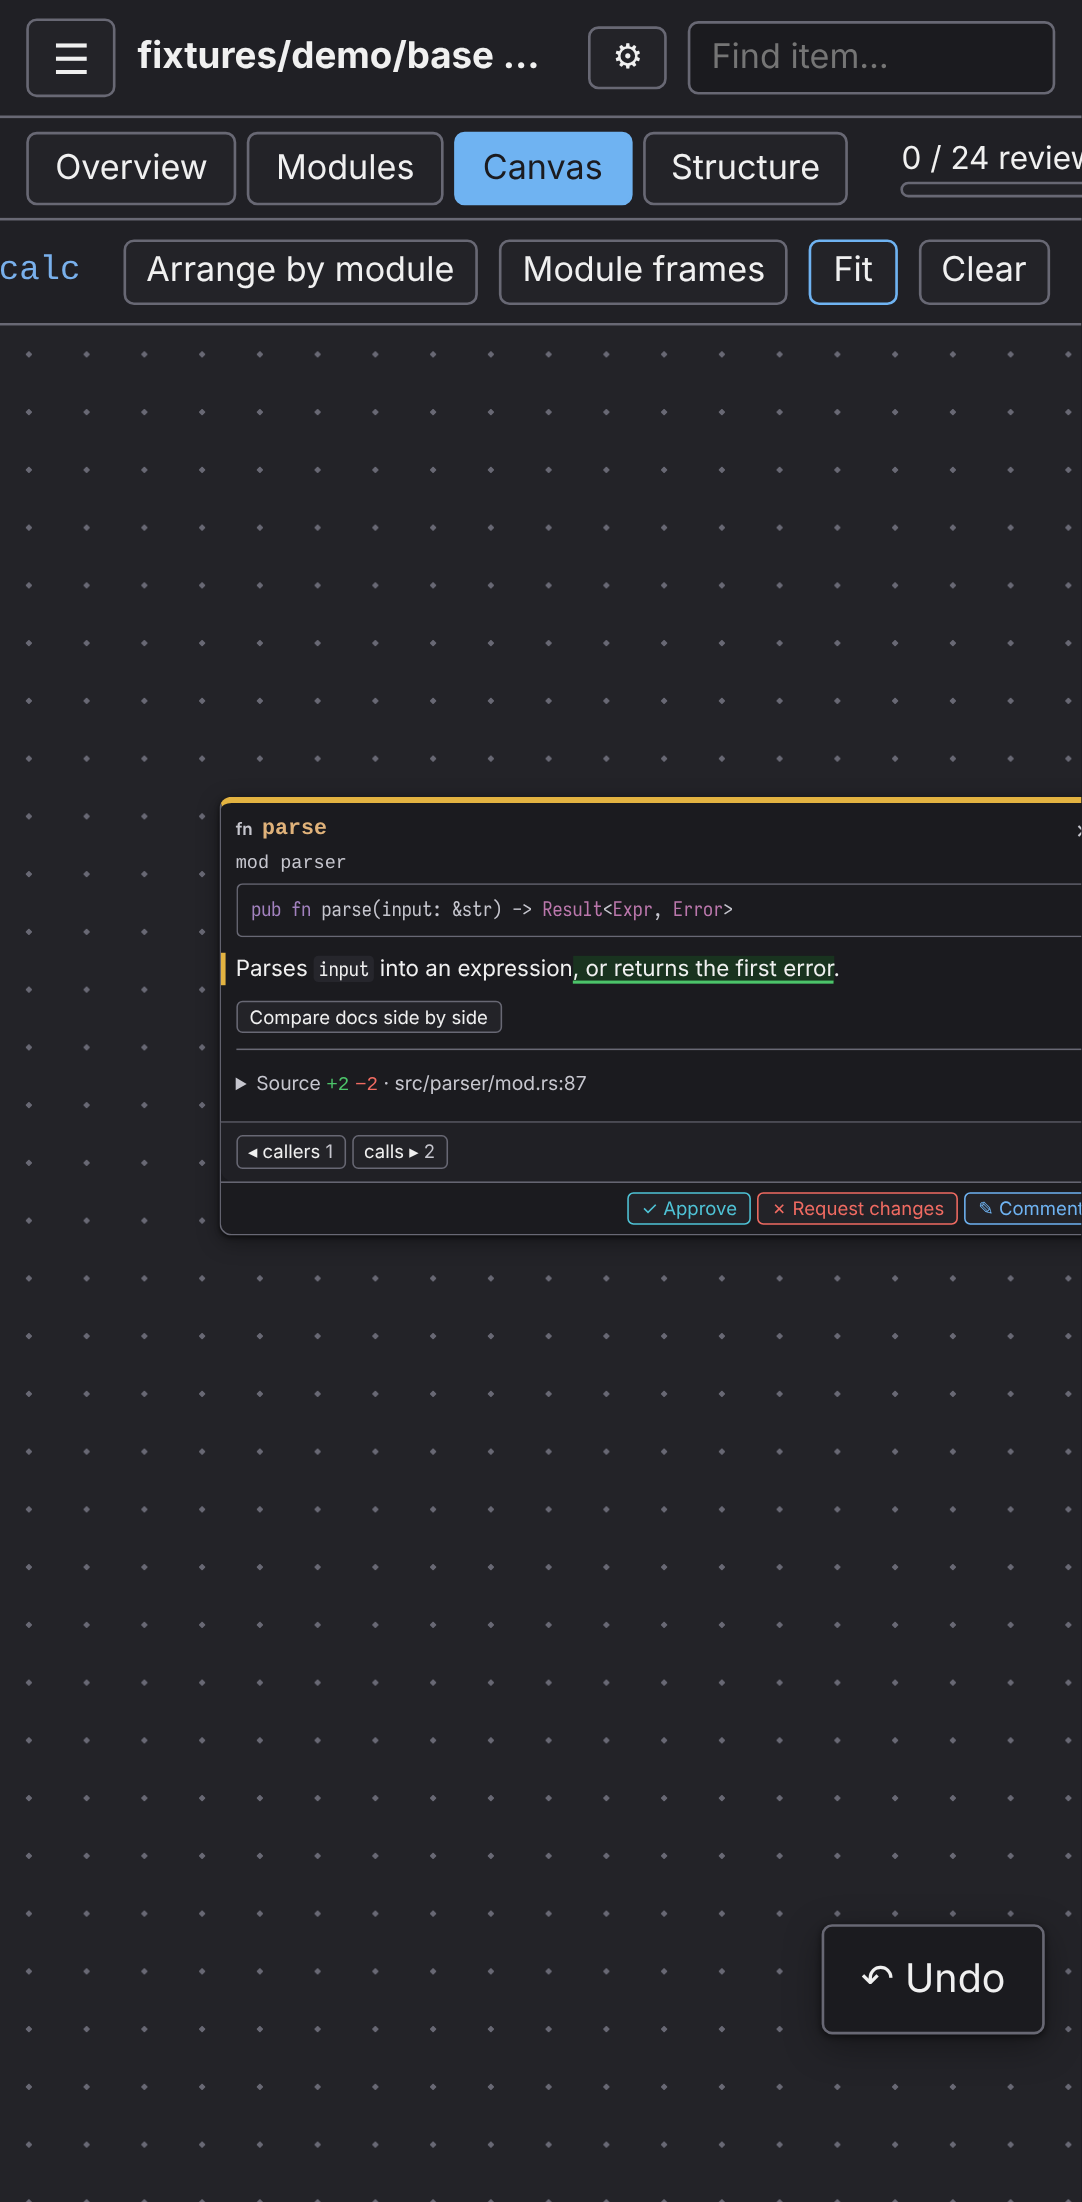 ☰ fixtures/demo/base ... ⚙ Find item...
Overview Modules Canvas Structure 0 / 24 review
calc Arrange by module Module frames Fit Clear
fn parse ×
mod parser
pub fn parse(input: &str) -> Result<Expr, Error>
Parses input into an expression, or returns the first error.
Compare docs side by side
▶ Source +2 −2 · src/parser/mod.rs:87
◂ callers 1 calls ▸ 2
✓ Approve × Request changes ✎ Comment
↶ Undo